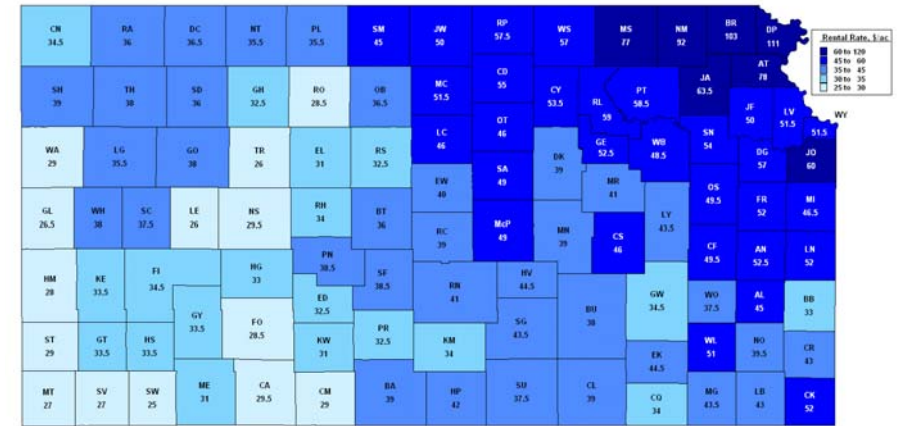 CN
34.5
RA
36
DC
36.5
NT
35.5
PL
35.5
SM
45
JW
50
RP
57.5
WS
57
MS
77
NM
92
BR
103
DP
111
Rental Rate, $/ac
60 to 120
45 to 60
35 to 45
30 to 35
25 to 30
SH
39
TH
38
SD
36
GH
32.5
RO
28.5
OB
36.5
MC
51.5
CD
55
CY
53.5
RL
59
PT
58.5
JA
63.5
AT
78
JF
50
LV
51.5
WY
51.5
WA
29
LG
35.5
GO
38
TR
26
EL
31
RS
32.5
LC
46
OT
46
SA
49
DK
39
GE
52.5
WB
48.5
SN
54
DG
57
JO
60
GL
26.5
WH
38
SC
37.5
LE
26
NS
29.5
RH
34
BT
36
EW
40
RC
39
McP
49
MN
39
MR
41
CS
46
LY
43.5
OS
49.5
FR
52
MI
46.5
CF
49.5
AN
52.5
LN
52
HM
28
KE
33.5
FI
34.5
HG
33
PN
38.5
SF
38.5
RN
41
HV
44.5
BU
38
GW
34.5
WO
37.5
AL
45
BB
33
GY
33.5
FO
28.5
ED
32.5
PR
32.5
SG
43.5
ST
29
GT
33.5
HS
33.5
KW
31
KM
34
EK
44.5
WL
51
NO
39.5
CR
43
MT
27
SV
27
SW
25
ME
31
CA
29.5
CM
29
BA
39
HP
42
SU
37.5
CL
39
CQ
34
MG
43.5
LB
43
CK
52